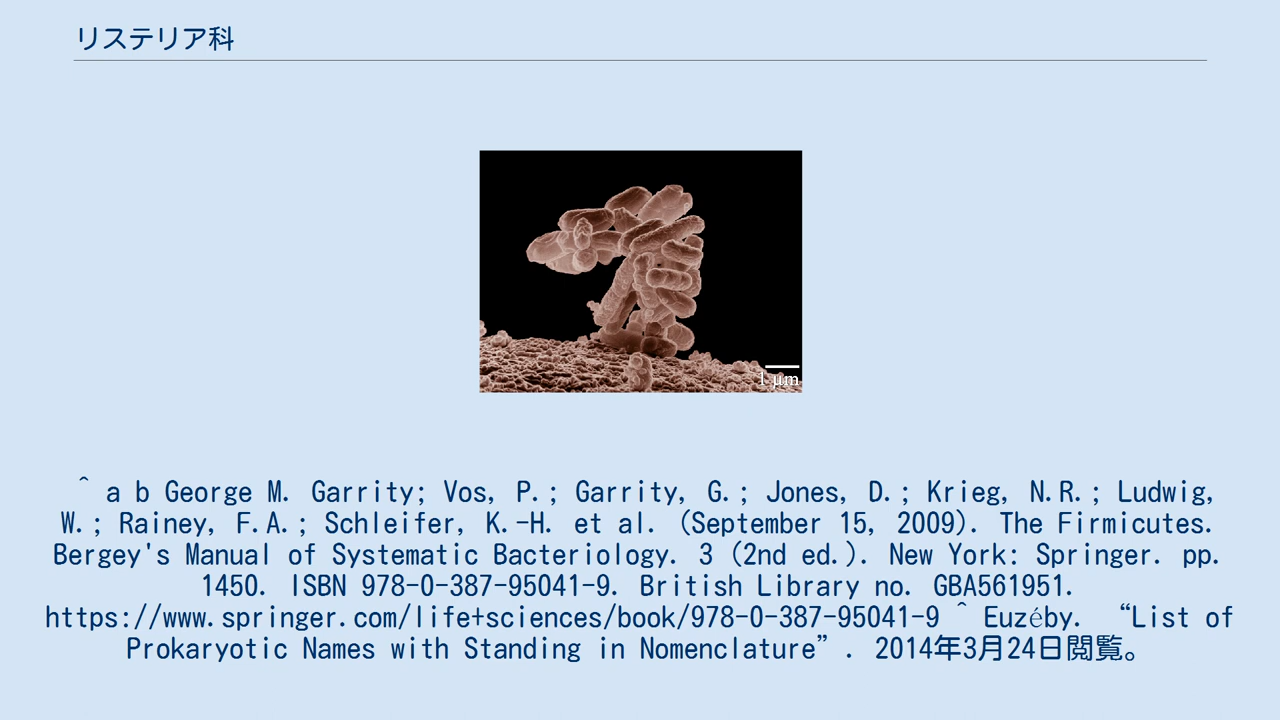 リステリア科
1 μm
^ a b George M. Garrity; Vos, P.; Garrity, G.; Jones, D.; Krieg, N.R.; Ludwig,
W.; Rainey, F.A.; Schleifer, K.-H. et al. (September 15, 2009). The Firmicutes.
Bergey's Manual of Systematic Bacteriology. 3 (2nd ed.). New York: Springer. pp.
1450. ISBN 978-0-387-95041-9. British Library no. GBA561951.
https://www.springer.com/life+sciences/book/978-0-387-95041-9 ^ Euzéby. “List of
Prokaryotic Names with Standing in Nomenclature”. 2014年3月24日閲覧。